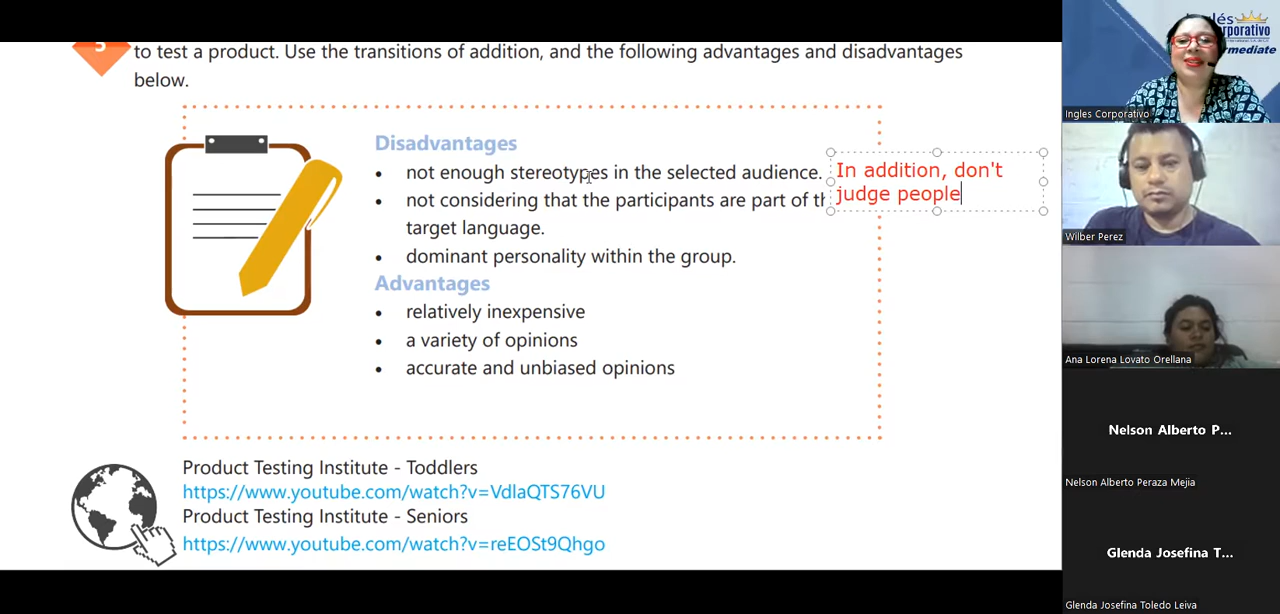 5
to test a product. Use the transitions of addition, and the following advantages and disadvantages
below.
Disadvantages
• not enough stereotypes in the selected audience.
• not considering that the participants are part of th
target language.
• dominant personality within the group.
Advantages
• relatively inexpensive
• a variety of opinions
• accurate and unbiased opinions
In addition, don't
judge people
Product Testing Institute - Toddlers
https://www.youtube.com/watch?v=VdlaQTS76VU
Product Testing Institute - Seniors
https://www.youtube.com/watch?v=reEOSt9Qhgo
Ingles Corporativo
Wilber Perez
Ana Lorena Lovato Orellana
Nelson Alberto P...
Nelson Alberto Peraza Mejia
Glenda Josefina T...
Glenda Josefina Toledo Leiva